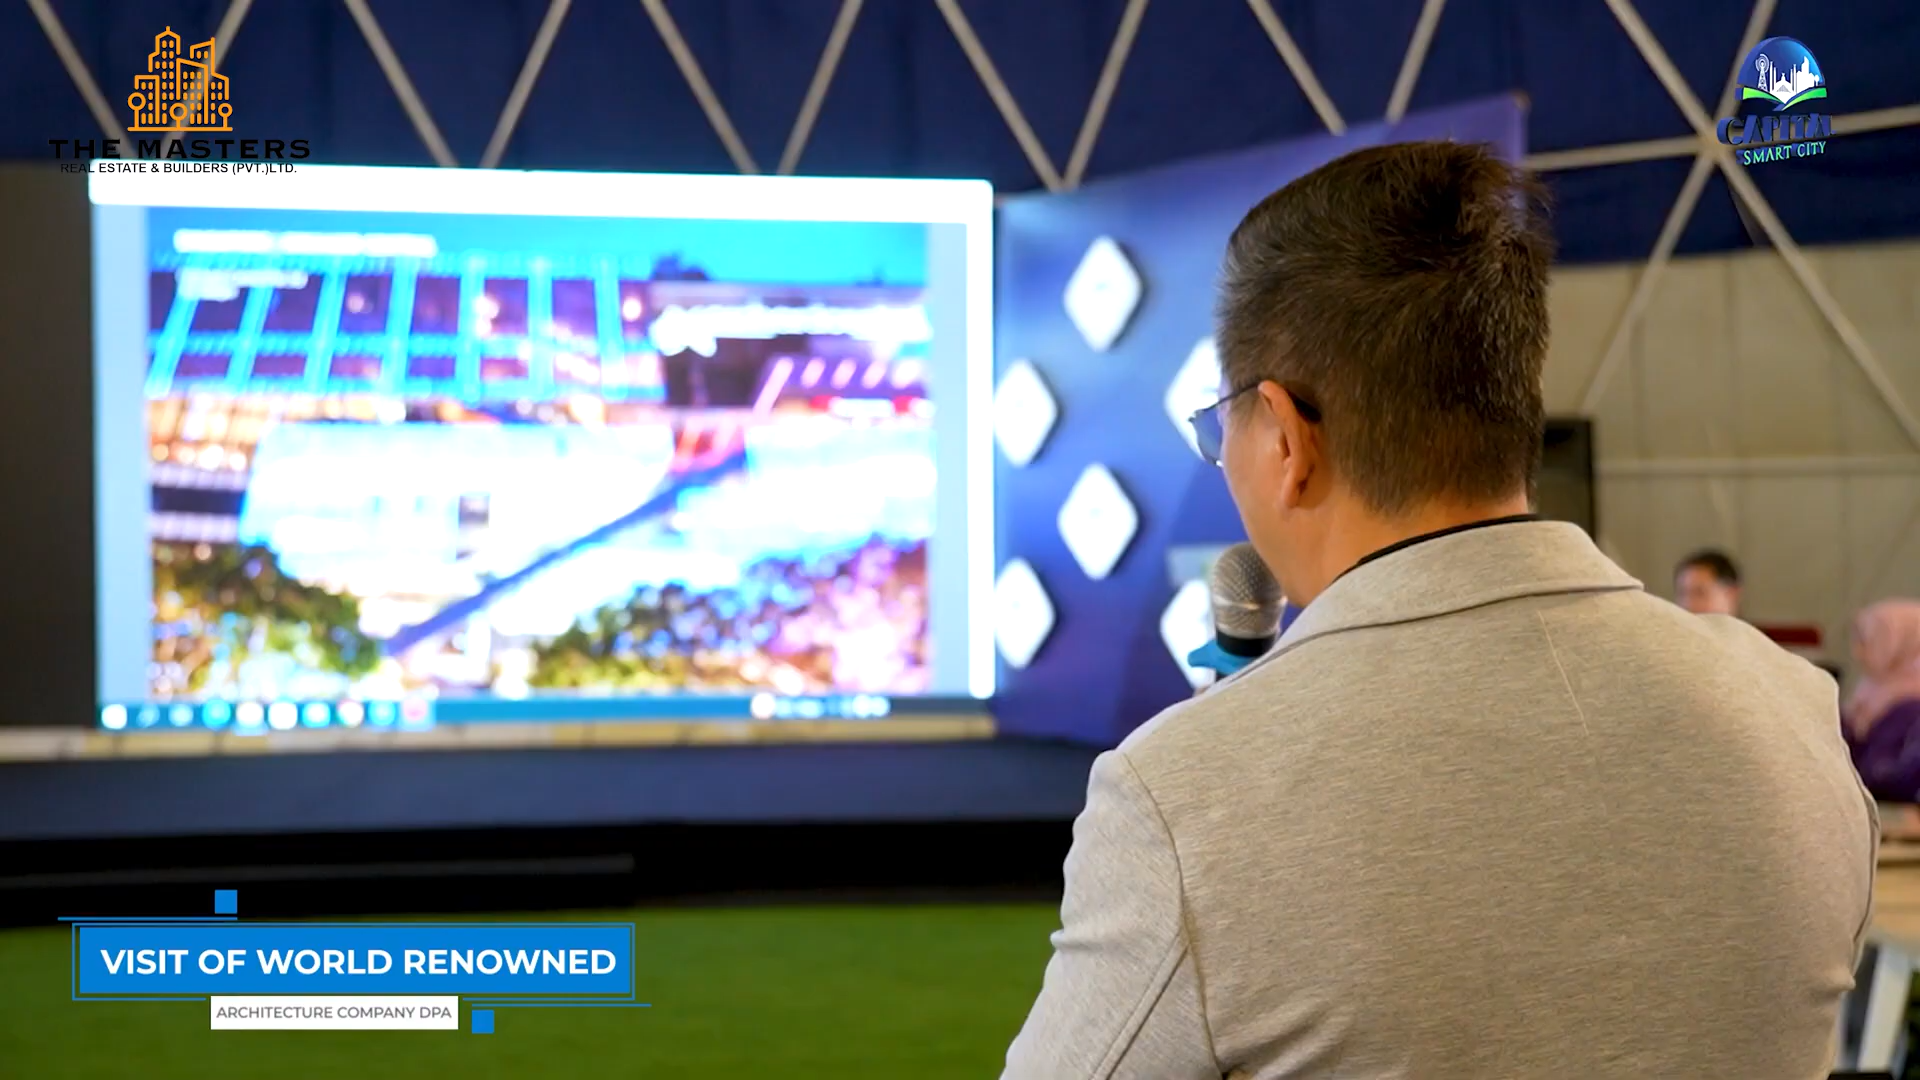 THE MASTERS
REAL ESTATE & BUILDERS (PVT.)LTD.
CAPITAL
SMART CITY
VISIT OF WORLD RENOWNED
ARCHITECTURE COMPANY DPA